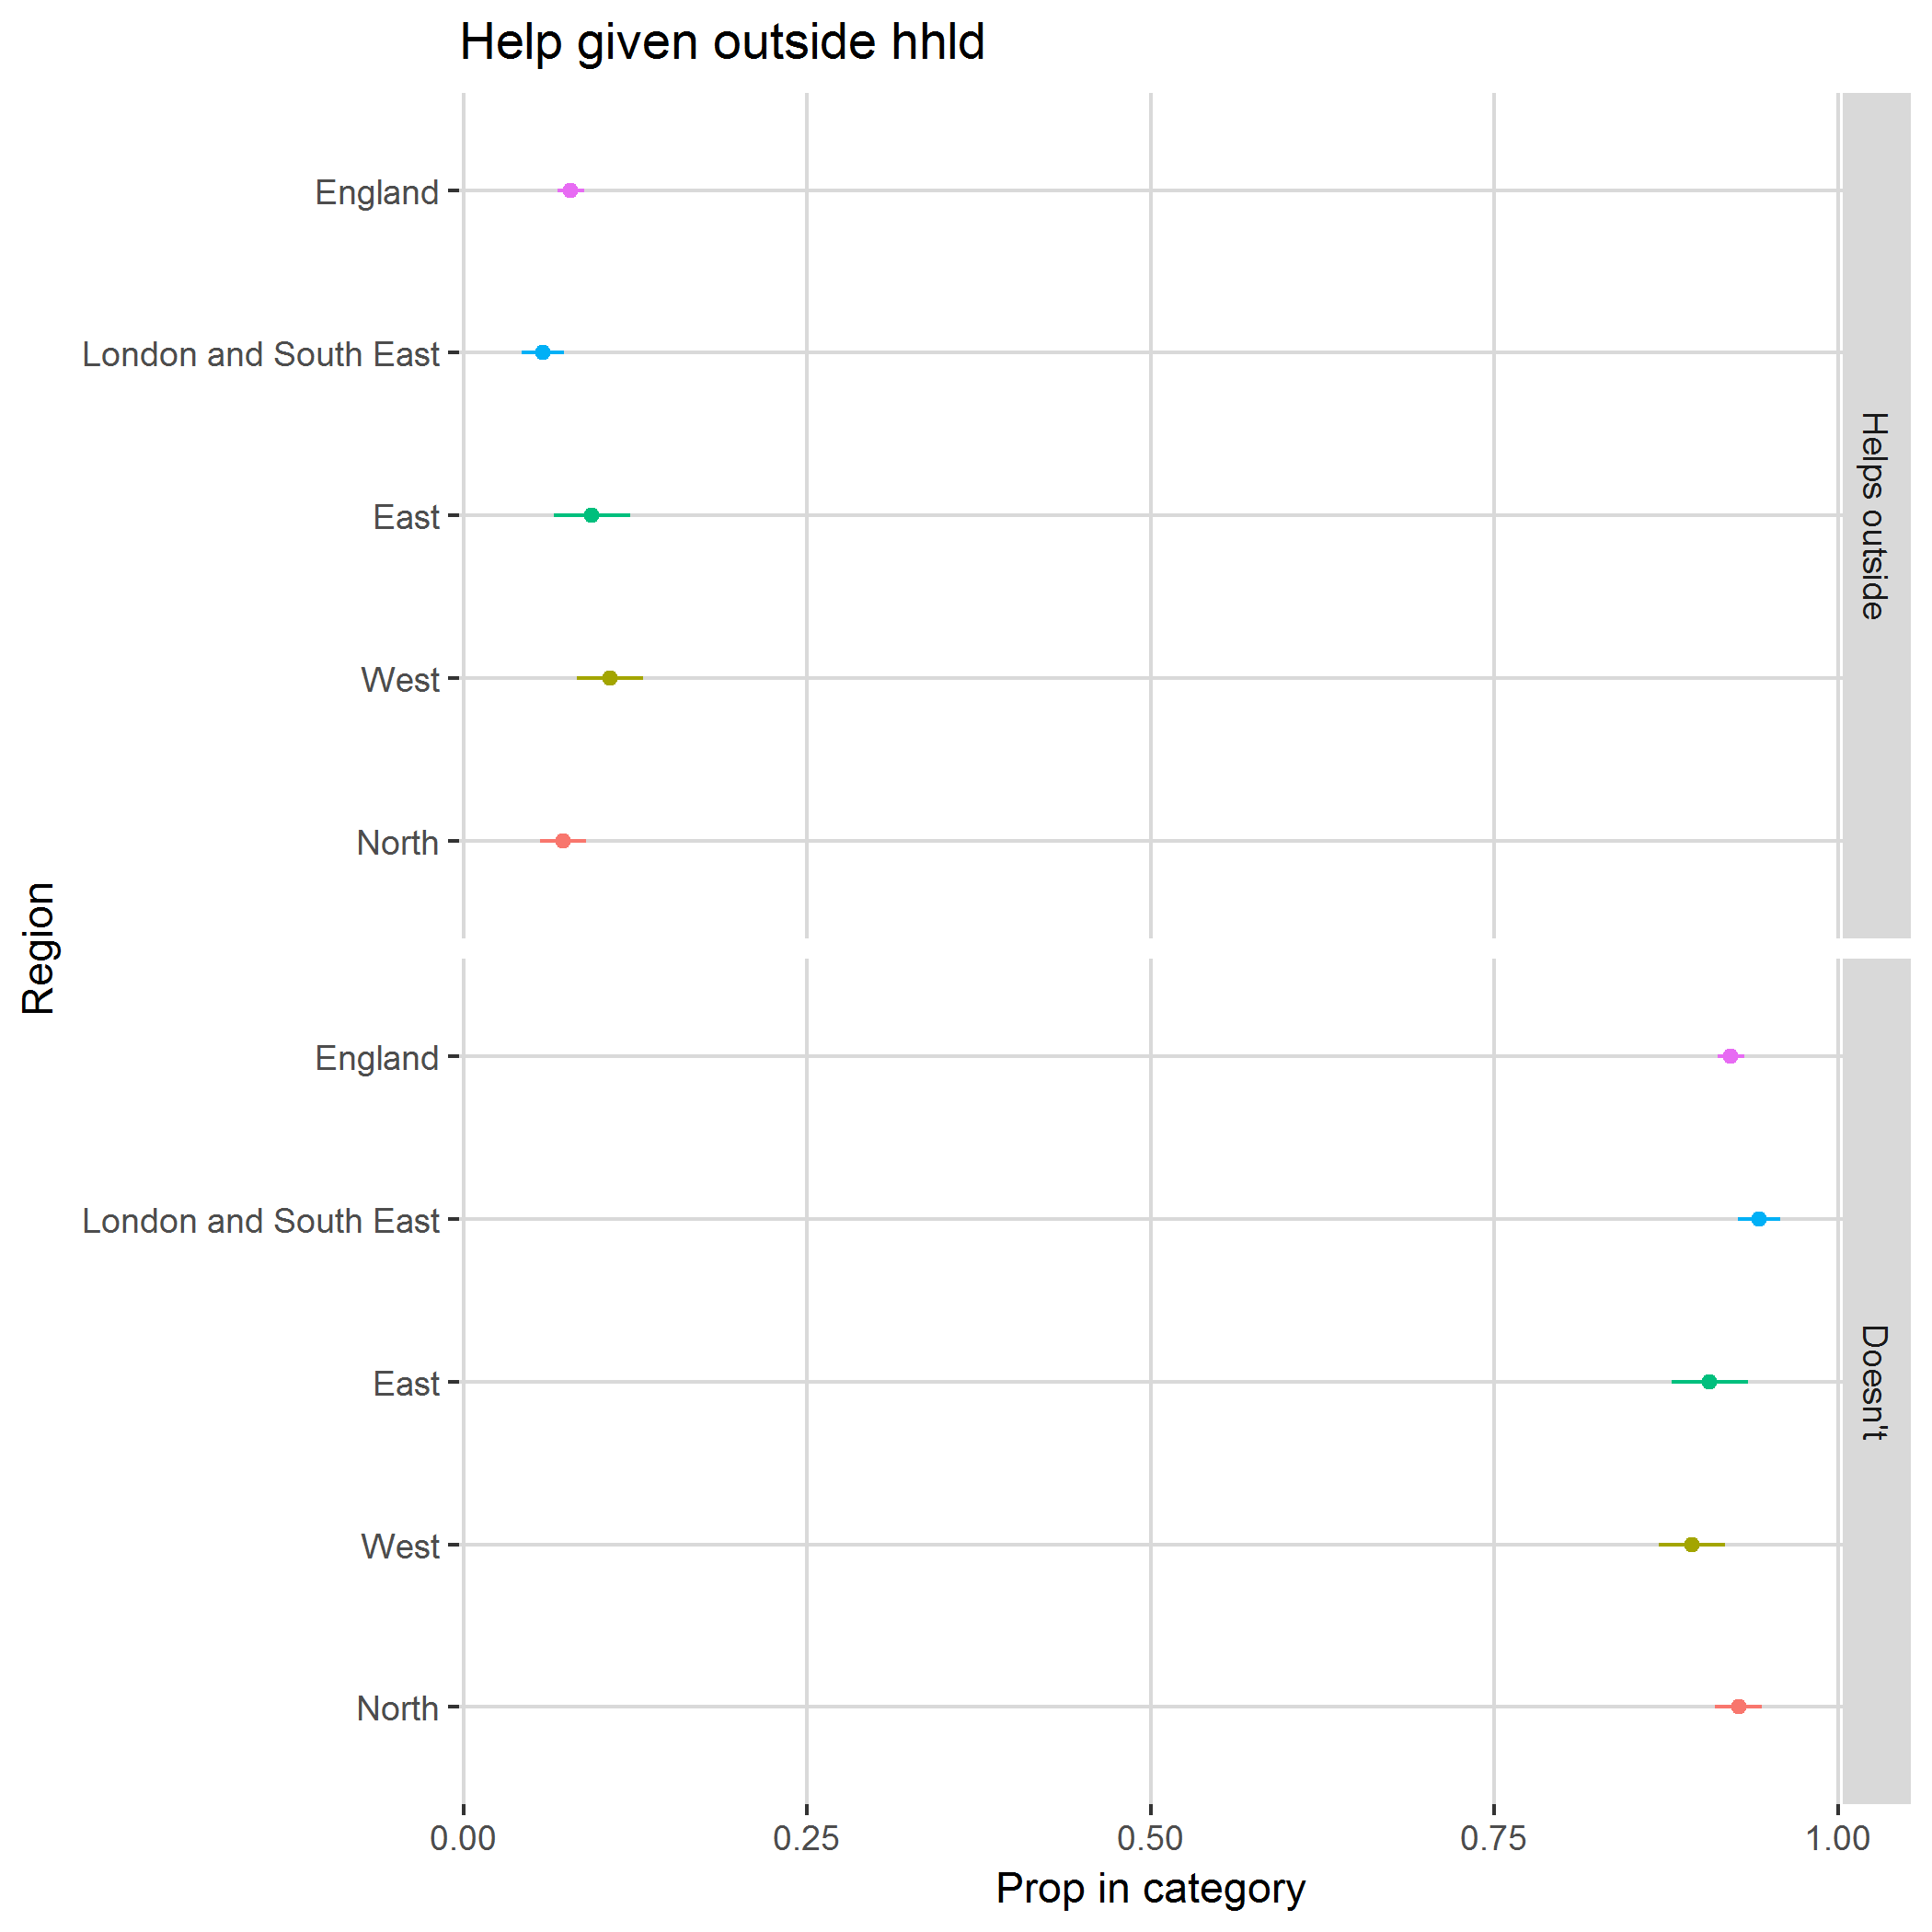 Help given outside hhld
England
London and South East
East
West
North
Helps outside
Region
England
London and South East
East
West
North
Doesn't
0.00 0.25 0.50 0.75 1.00
Prop in category